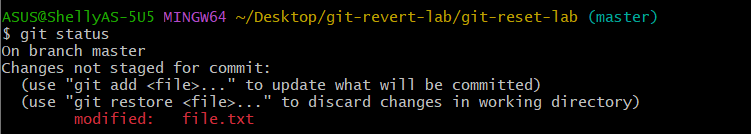 ASUS@ShellyAS-5U5 MINGW64 ~/Desktop/git-revert-lab/git-reset-lab (master)
$ git status
On branch master
Changes not staged for commit:
  (use "git add <file>..." to update what will be committed)
  (use "git restore <file>..." to discard changes in working directory)
        modified:   file.txt